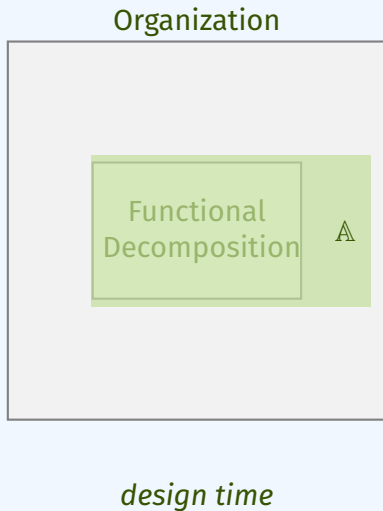 Organization
Functional
Decomposition
𝔸
design time